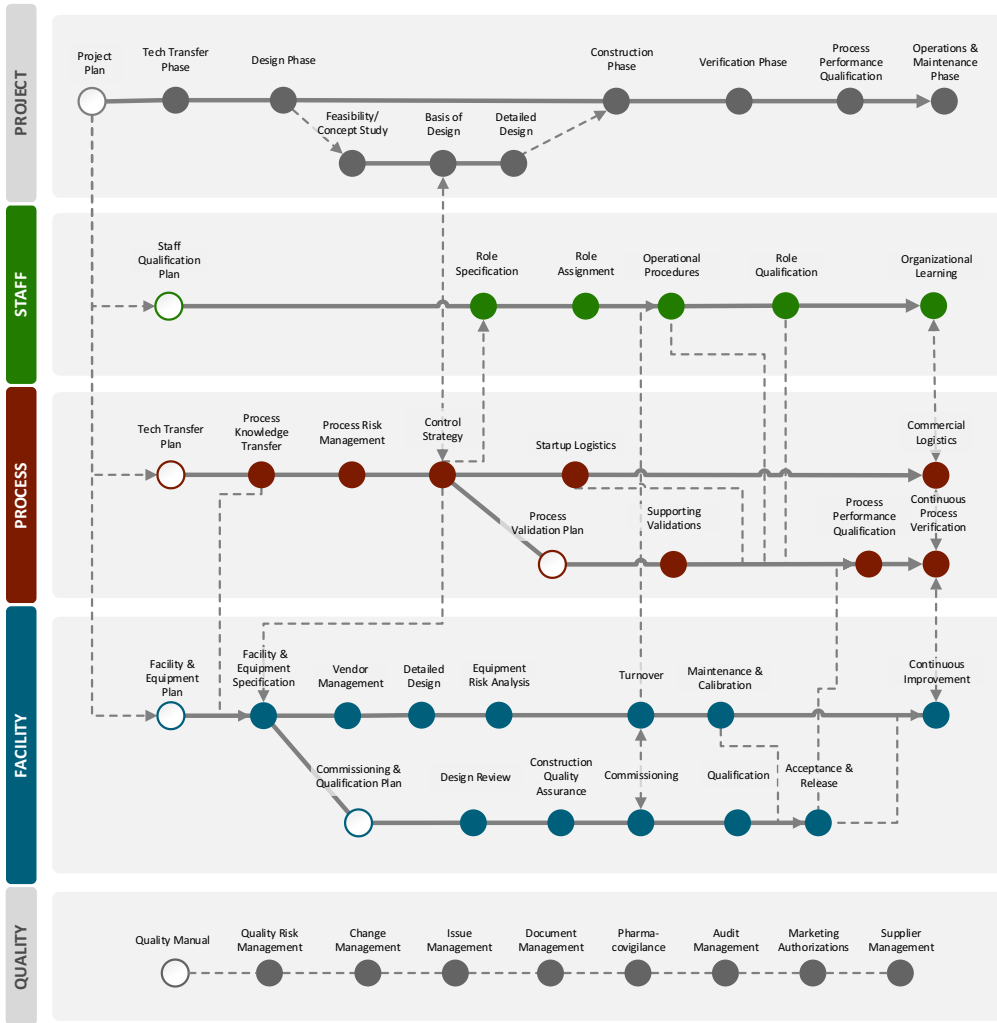 PROJECT
Project
Plan
Tech Transfer
Phase
Design Phase
Construction
Phase
Verification Phase
Process
Performance
Qualification
Operations &
Maintenance
Phase
Feasibility/
Concept Study
Basis of
Design
Detailed
Design
STAFF
Staff
Qualification
Plan
Role
Specification
Role
Assignment
Operational
Procedures
Role
Qualification
Organizational
Learning
PROCESS
Tech Transfer
Plan
Process
Knowledge
Transfer
Process Risk
Management
Control
Strategy
Startup Logistics
Commercial
Logistics
Process
Validation Plan
Supporting
Validations
Process
Performance
Qualification
Continuous
Process
Verification
FACILITY
Facility &
Equipment
Plan
Facility &
Equipment
Specification
Vendor
Management
Detailed
Design
Equipment
Risk Analysis
Turnover
Maintenance &
Calibration
Continuous
Improvement
Commissioning &
Qualification Plan
Design Review
Construction
Quality
Assurance
Commissioning
Qualification
Acceptance &
Release
QUALITY
Quality Manual
Quality Risk
Management
Change
Management
Issue
Management
Document
Management
Pharma-
covigilance
Audit
Management
Marketing
Authorizations
Supplier
Management